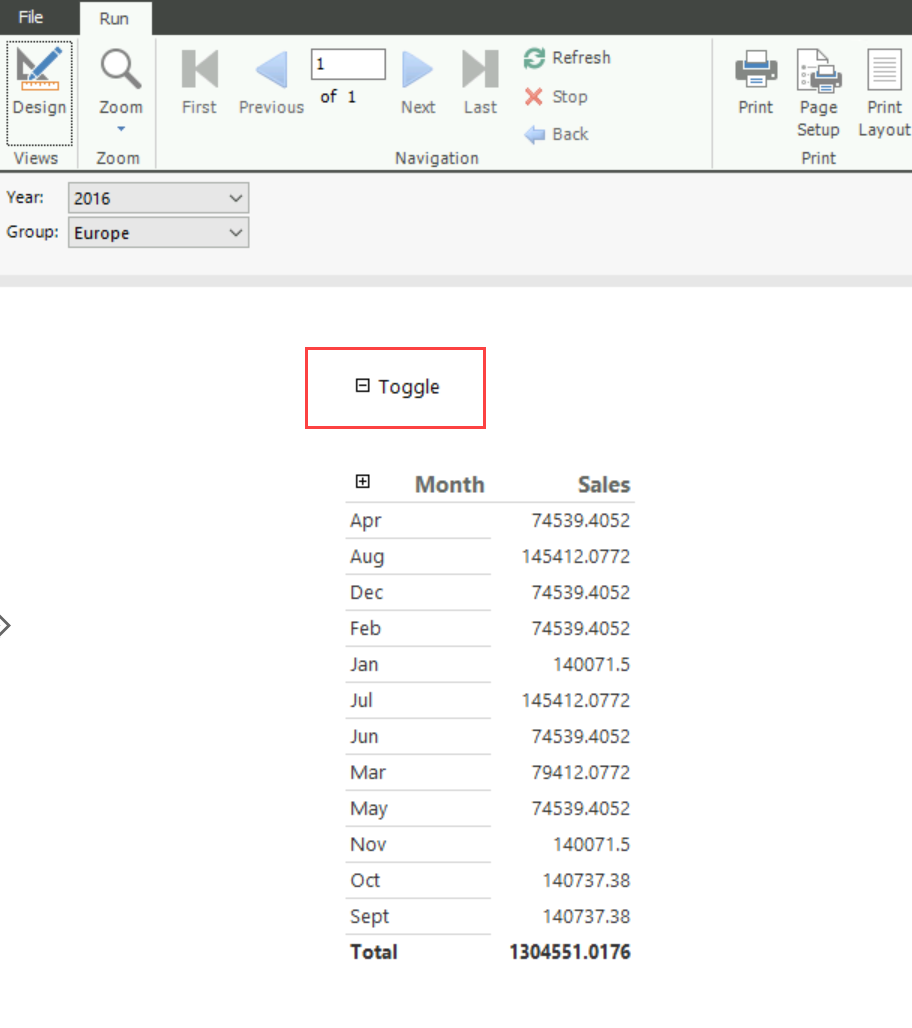 File Run
1
Refresh
of 1
Stop
Design Zoom First Previous Next Last Print Page Setup Print Layout
Back
Views Zoom Navigation Print
Year: 2016
Group: Europe
Toggle
Month Sales
Apr 74539.4052
Aug 145412.0772
Dec 74539.4052
Feb 74539.4052
Jan 140071.5
Jul 145412.0772
Jun 74539.4052
Mar 79412.0772
May 74539.4052
Nov 140071.5
Oct 140737.38
Sept 140737.38
Total 1304551.0176